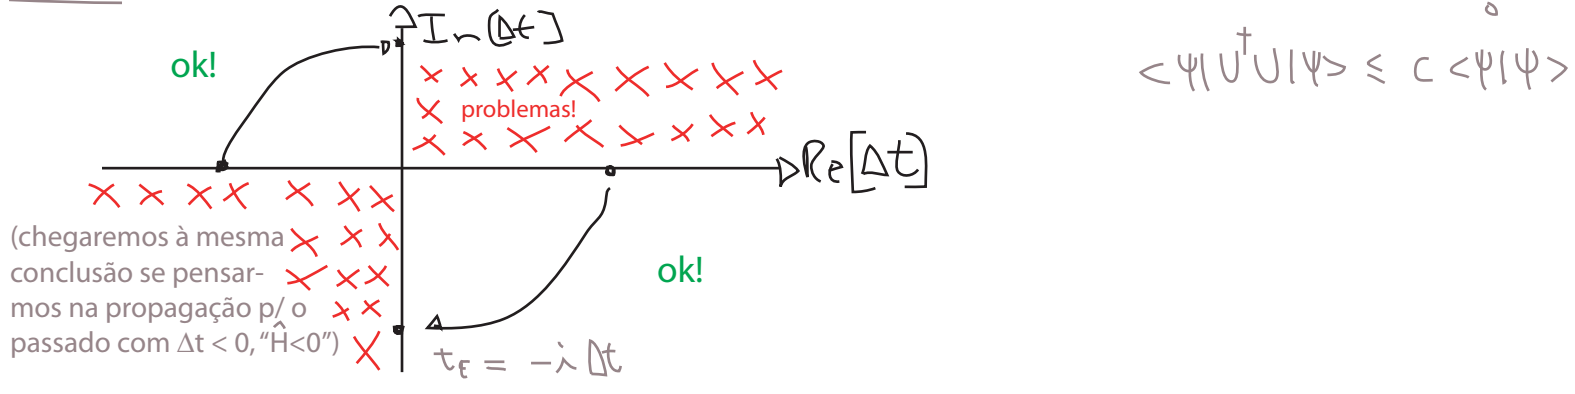 Im[Δt]
<ψ|U†U|ψ> ≤ c <ψ|ψ>
ok!
problemas!
Re[Δt]
(chegaremos à mesma
conclusão se pensar-
mos na propagação p/ o
passado com Δt < 0, “Ĥ<0”)
ok!
t_E = -i Δt